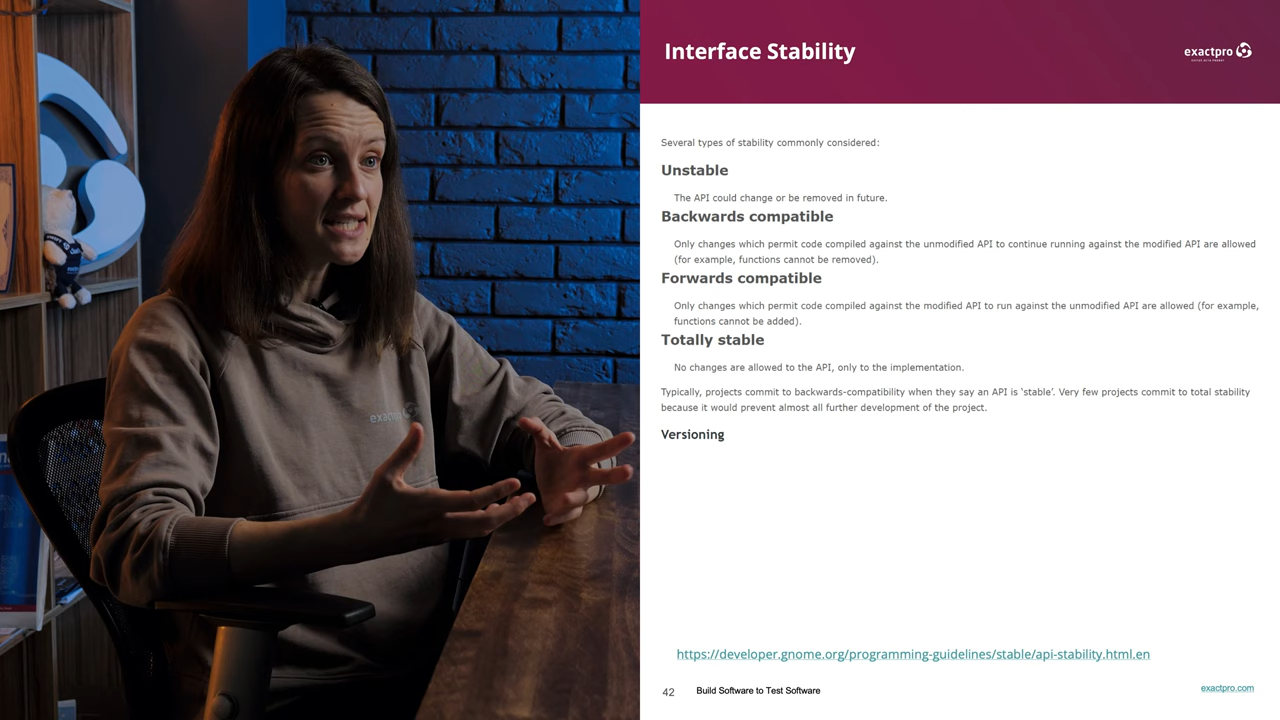 Interface Stability
exactpro
Several types of stability commonly considered:
Unstable
The API could change or be removed in future.
Backwards compatible
Only changes which permit code compiled against the unmodified API to continue running against the modified API are allowed
(for example, functions cannot be removed).
Forwards compatible
Only changes which permit code compiled against the modified API to run against the unmodified API are allowed (for example,
functions cannot be added).
Totally stable
No changes are allowed to the API, only to the implementation.
Typically, projects commit to backwards-compatibility when they say an API is ‘stable’. Very few projects commit to total stability
because it would prevent almost all further development of the project.
Versioning
https://developer.gnome.org/programming-guidelines/stable/api-stability.html.en
42
Build Software to Test Software
exactpro.com
exactpro